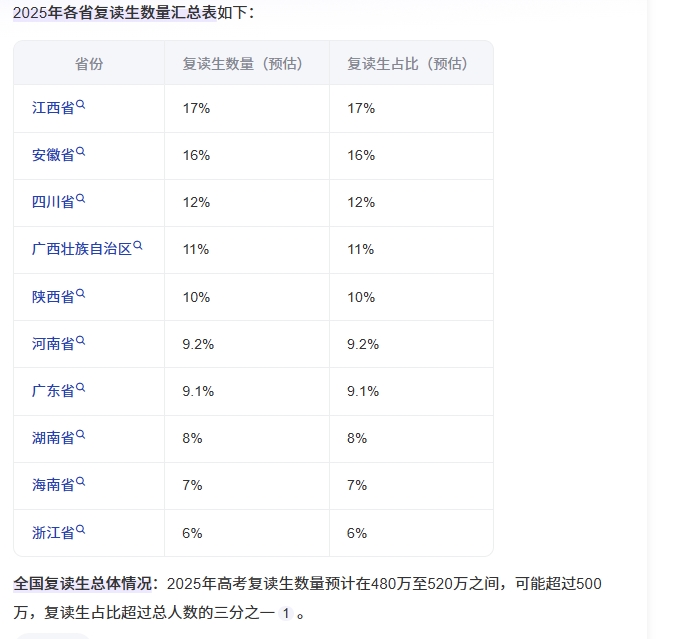 2025年各省复读生数量汇总表如下：
省份 复读生数量（预估） 复读生占比（预估）
江西省 17% 17%
安徽省 16% 16%
四川省 12% 12%
广西壮族自治区 11% 11%
陕西省 10% 10%
河南省 9.2% 9.2%
广东省 9.1% 9.1%
湖南省 8% 8%
海南省 7% 7%
浙江省 6% 6%
全国复读生总体情况：2025年高考复读生数量预计在480万至520万之间，可能超过500
万，复读生占比超过总人数的三分之一 1 。